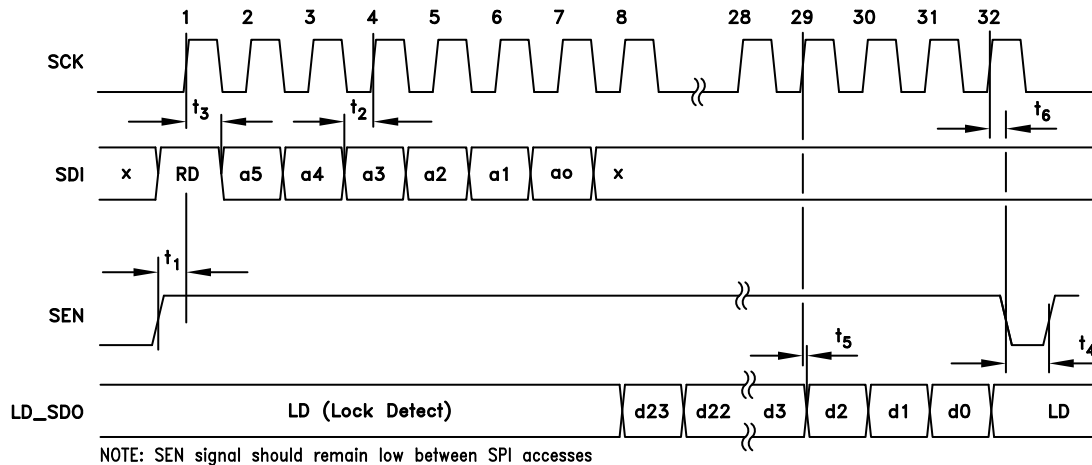 1 2 3 4 5 6 7 8 28 29 30 31 32
SCK
t3 t2 t6
SDI x RD a5 a4 a3 a2 a1 ao x
t1
SEN
t5 t4
LD_SDO LD (Lock Detect) d23 d22 d3 d2 d1 d0 LD
NOTE: SEN signal should remain low between SPI accesses